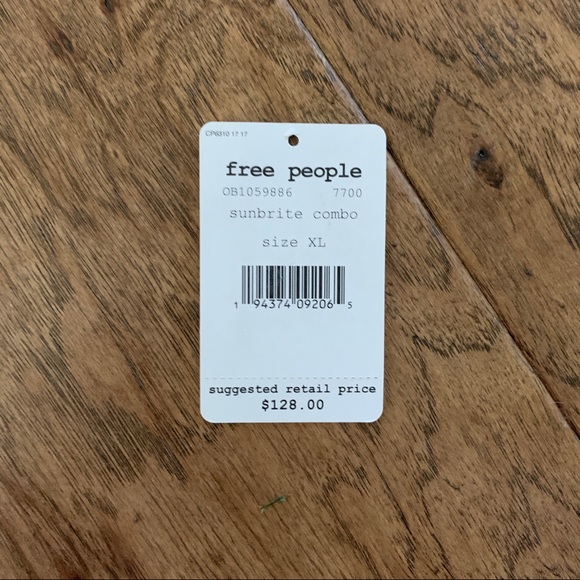 CP6310 17 17
free people
OB1059886 7700
sunbrite combo
size XL
1 94374 09206 5
suggested retail price
$128.00